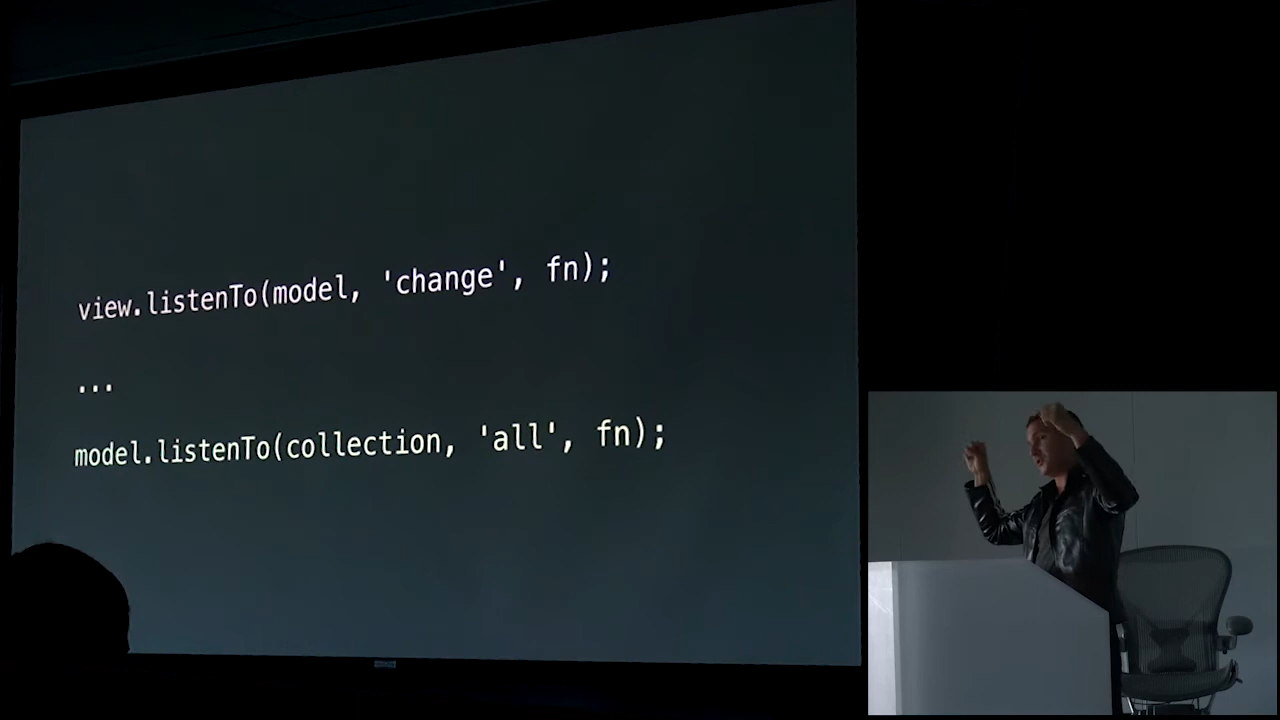 view.listenTo(model, 'change', fn);
...
model.listenTo(collection, 'all', fn);